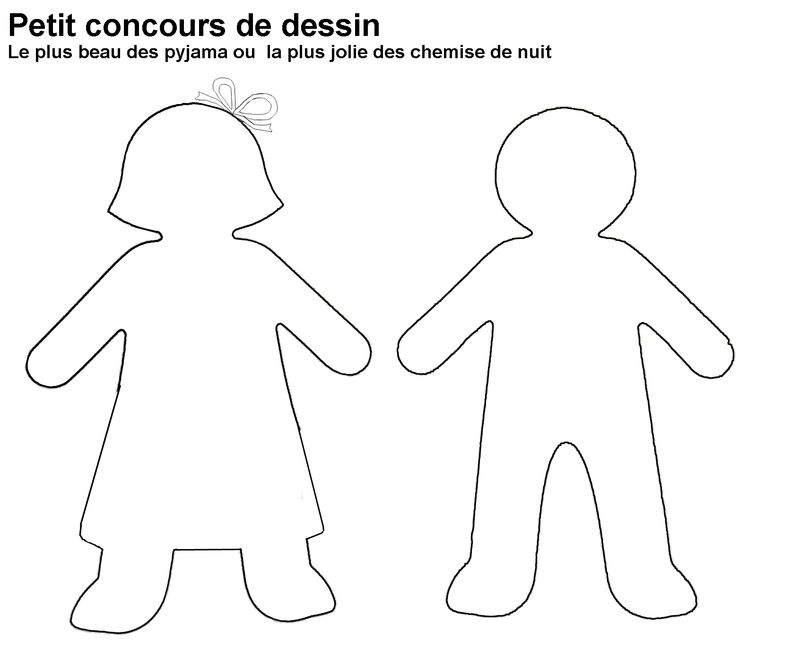 Petit concours de dessin
Le plus beau des pyjama ou  la plus jolie des chemise de nuit